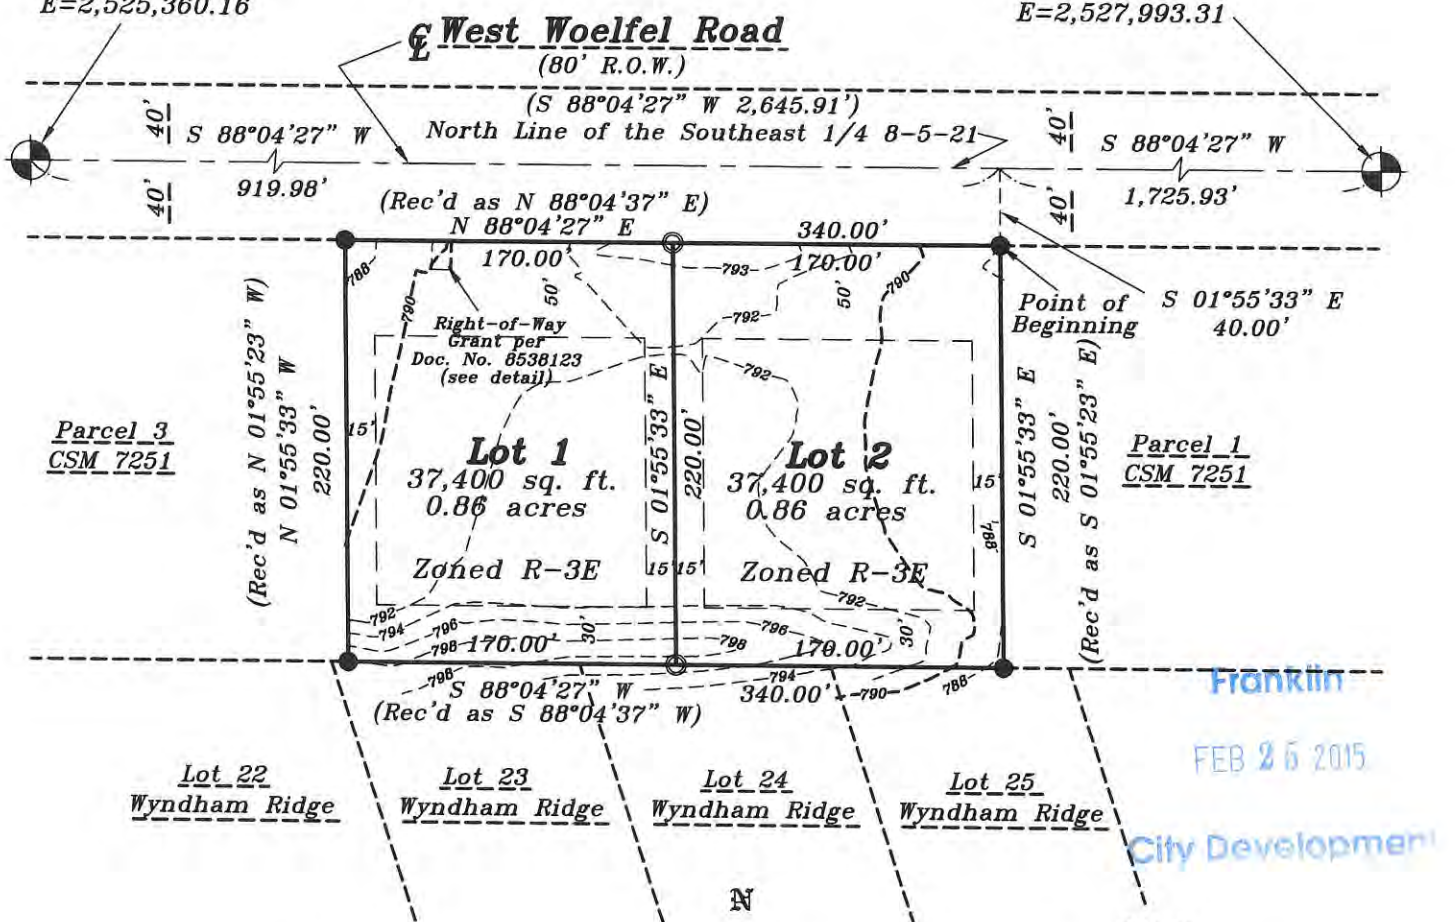 E=2,525,360.16
E=2,527,993.31
℄ West Woelfel Road
(80' R.O.W.)
(S 88°04'27" W 2,645.91')
North Line of the Southeast 1/4 8-5-21
40'
S 88°04'27" W
40'
S 88°04'27" W
919.98'
40'
1,725.93'
40'
(Rec'd as N 88°04'37" E)
N 88°04'27" E
340.00'
170.00'
170.00'
788
790
793
790
792
50'
50'
Right-of-Way
Grant per
Doc. No. 8538123
(see detail)
Point of
Beginning
S 01°55'33" E
40.00'
792
(Rec'd as N 01°55'23" W)
N 01°55'33" W
220.00'
15'
S 01°55'33" E
220.00'
15'
S 01°55'33" E
220.00'
(Rec'd as S 01°55'23" E)
Parcel 3
CSM 7251
Lot 1
37,400 sq. ft.
0.86 acres
Zoned R-3E
Lot 2
37,400 sq. ft.
0.86 acres
Zoned R-3E
Parcel 1
CSM 7251
788
15'
15'
792
792
794
796
796
798
798
798
170.00'
170.00'
30'
30'
794
790
788
S 88°04'27" W
340.00'
(Rec'd as S 88°04'37" W)
Franklin
FEB 26 2015
City Development
Lot 22
Wyndham Ridge
Lot 23
Wyndham Ridge
Lot 24
Wyndham Ridge
Lot 25
Wyndham Ridge
N